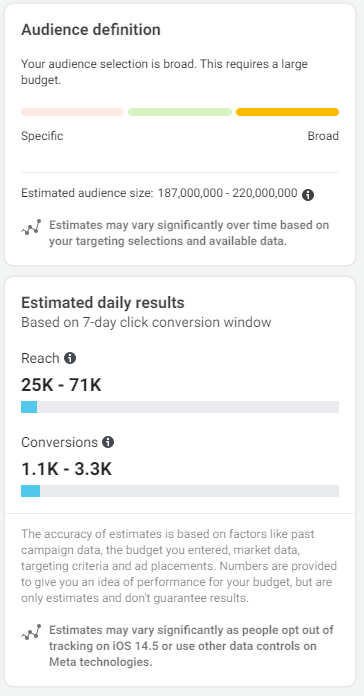 Audience definition
Your audience selection is broad. This requires a large
budget.
Specific
Broad
Estimated audience size: 187,000,000 - 220,000,000
Estimates may vary significantly over time based on
your targeting selections and available data.
Estimated daily results
Based on 7-day click conversion window
Reach
25K - 71K
Conversions
1.1K - 3.3K
The accuracy of estimates is based on factors like past
campaign data, the budget you entered, market data,
targeting criteria and ad placements. Numbers are provided
to give you an idea of performance for your budget, but are
only estimates and don't guarantee results.
Estimates may vary significantly as people opt out of
tracking on iOS 14.5 or use other data controls on
Meta technologies.